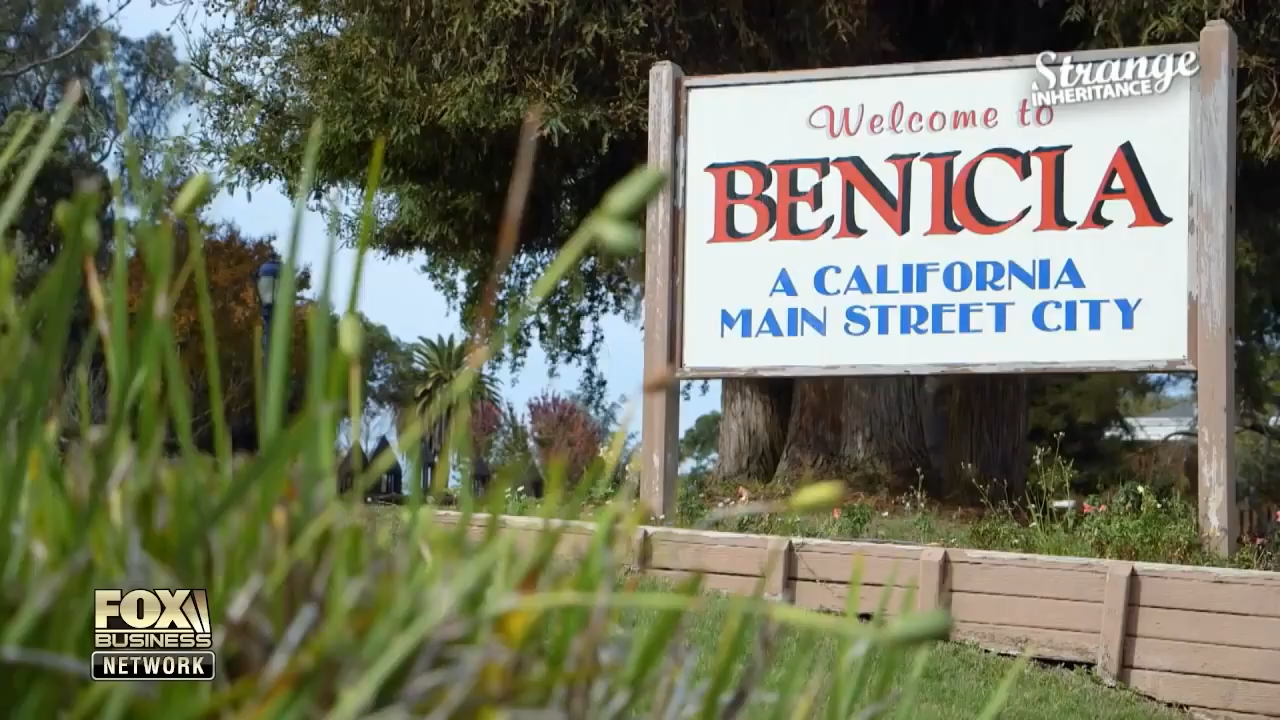 Strange
INHERITANCE
Welcome to
BENICIA
A CALIFORNIA
MAIN STREET CITY
FOX
BUSINESS
NETWORK